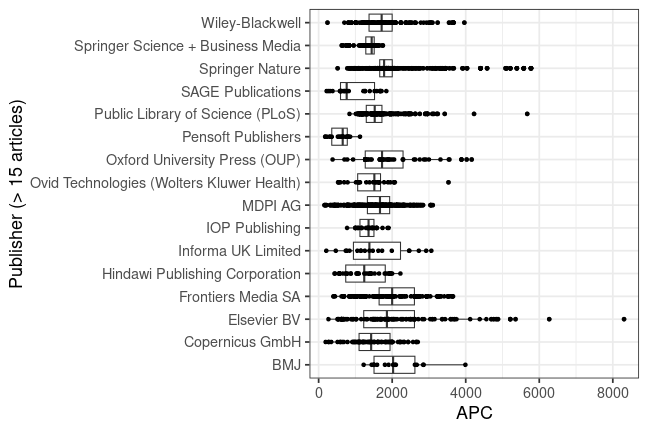 Publisher (> 15 articles)
Wiley-Blackwell
Springer Science + Business Media
Springer Nature
SAGE Publications
Public Library of Science (PLoS)
Pensoft Publishers
Oxford University Press (OUP)
Ovid Technologies (Wolters Kluwer Health)
MDPI AG
IOP Publishing
Informa UK Limited
Hindawi Publishing Corporation
Frontiers Media SA
Elsevier BV
Copernicus GmbH
BMJ
0 2000 4000 6000 8000
APC